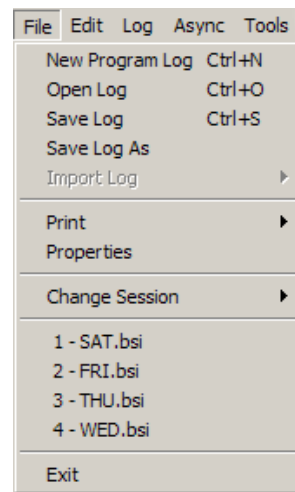 File Edit Log Async Tools
New Program Log Ctrl+N
Open Log Ctrl+O
Save Log Ctrl+S
Save Log As
Import Log
Print
Properties
Change Session
1 - SAT.bsi
2 - FRI.bsi
3 - THU.bsi
4 - WED.bsi
Exit